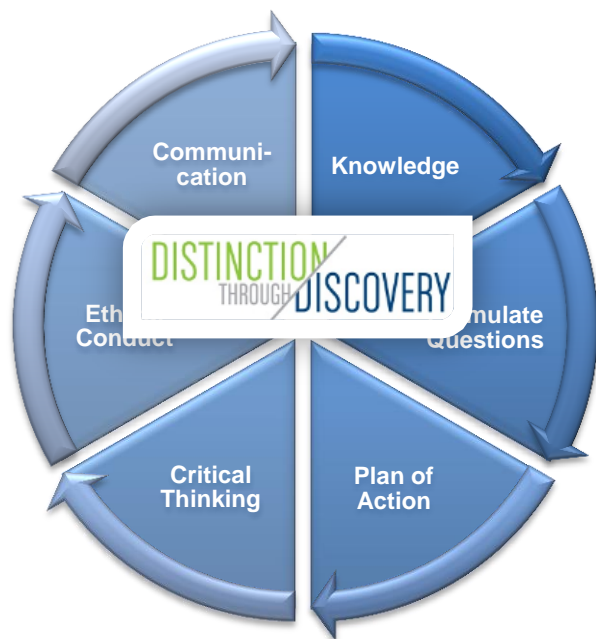 Communi-
cation
Knowledge
DISTINCTION
THROUGH
DISCOVERY
Conduct
Questions
Critical
Thinking
Plan of
Action